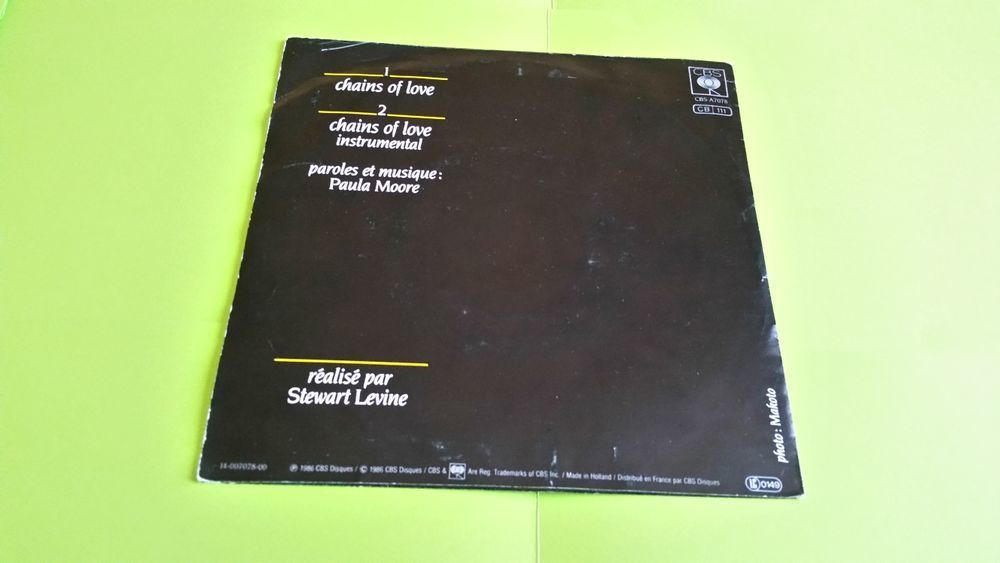 1
chains of love
2
chains of love
instrumental
paroles et musique :
Paula Moore
CBS
CBS A7078
CB 111
réalisé par
Stewart Levine
photo : Makoto
14-007078-00
℗ 1986 CBS Disques / © 1986 CBS Disques / CBS & Are Reg. Trademarks of CBS Inc. / Made in Holland / Distribué en France par CBS Disques
0149